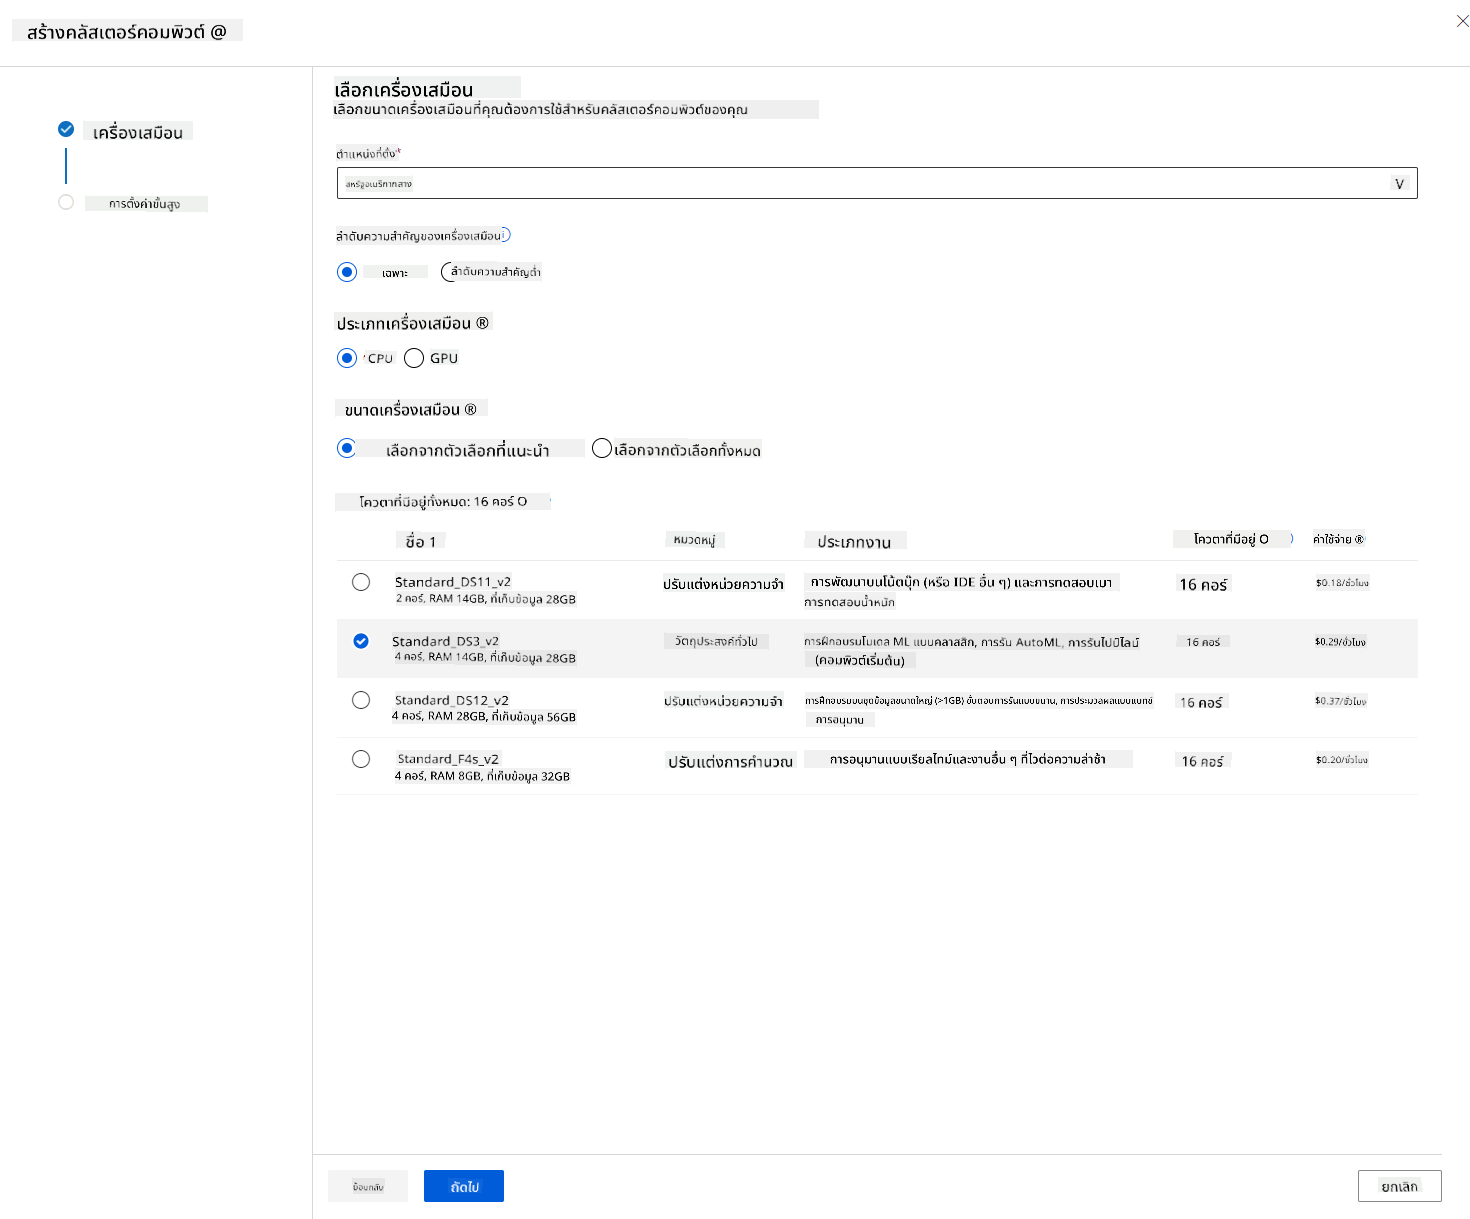 สร้างคลัสเตอร์คอมพิวต์ @
เครื่องเสมือน
การตั้งค่าขั้นสูง
เลือกเครื่องเสมือน
เลือกขนาดเครื่องเสมือนที่คุณต้องการใช้สำหรับคลัสเตอร์คอมพิวต์ของคุณ
ตำแหน่งที่ตั้ง*
สหรัฐอเมริกากลาง V
ลำดับความสำคัญของเครื่องเสมือน
เฉพาะ ลำดับความสำคัญต่ำ
ประเภทเครื่องเสมือน ®
CPU GPU
ขนาดเครื่องเสมือน ®
เลือกจากตัวเลือกที่แนะนำ เลือกจากตัวเลือกทั้งหมด
โควตาที่มีอยู่ทั้งหมด: 16 คอร์ O
ชื่อ 1 หมวดหมู่ ประเภทงาน โควตาที่มีอยู่ O ค่าใช้จ่าย ®
Standard_DS11_v2 ปรับแต่งหน่วยความจำ การพัฒนาบนโน้ตบุ๊ก (หรือ IDE อื่น ๆ) และการทดสอบเบา 16 คอร์ $0.18/ชั่วโมง
2 คอร์, RAM 14GB, ที่เก็บข้อมูล 28GB การทดสอบน้ำหนัก
Standard_DS3_v2 วัตถุประสงค์ทั่วไป การฝึกอบรมโมเดล ML แบบคลาสสิก, การรัน AutoML, การรันไปป์ไลน์ 16 คอร์ $0.29/ชั่วโมง
4 คอร์, RAM 14GB, ที่เก็บข้อมูล 28GB (คอมพิวต์เริ่มต้น)
Standard_DS12_v2 ปรับแต่งหน่วยความจำ การฝึกอบรมบนชุดข้อมูลขนาดใหญ่ (>1GB) ขั้นตอนการรันแบบขนาน, การประมวลผลแบบแบทช์ 16 คอร์ $0.37/ชั่วโมง
4 คอร์, RAM 28GB, ที่เก็บข้อมูล 56GB การอนุมาน
Standard_F4s_v2 ปรับแต่งการคำนวณ การอนุมานแบบเรียลไทม์และงานอื่น ๆ ที่ไวต่อความล่าช้า 16 คอร์ $0.20/ชั่วโมง
4 คอร์, RAM 8GB, ที่เก็บข้อมูล 32GB
ย้อนกลับ ถัดไป ยกเลิก